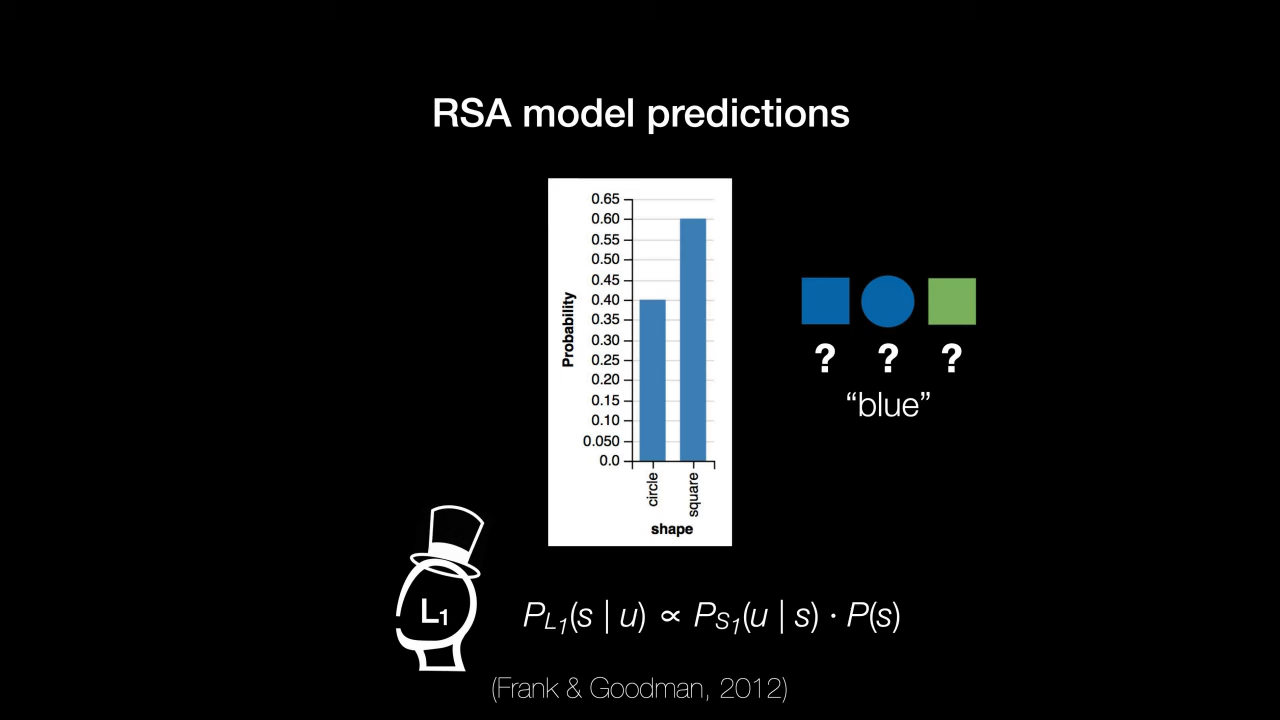 RSA model predictions
0.65
0.60
0.55
0.50
0.45
0.40
0.35
0.30
0.25
0.20
0.15
0.10
0.050
0.0
Probability
circle
square
shape
? ? ?
“blue”
L1
PL1(s | u) ∝ PS1(u | s) · P(s)
(Frank & Goodman, 2012)